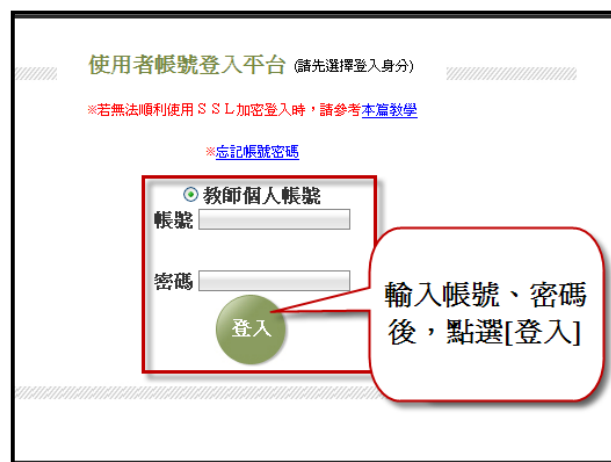 使用者帳號登入平台 (請先選擇登入身分)
※若無法順利使用ＳＳＬ加密登入時，請參考本篇教學
※忘記帳號密碼
教師個人帳號
帳號
密碼
登入
輸入帳號、密碼
後，點選[登入]